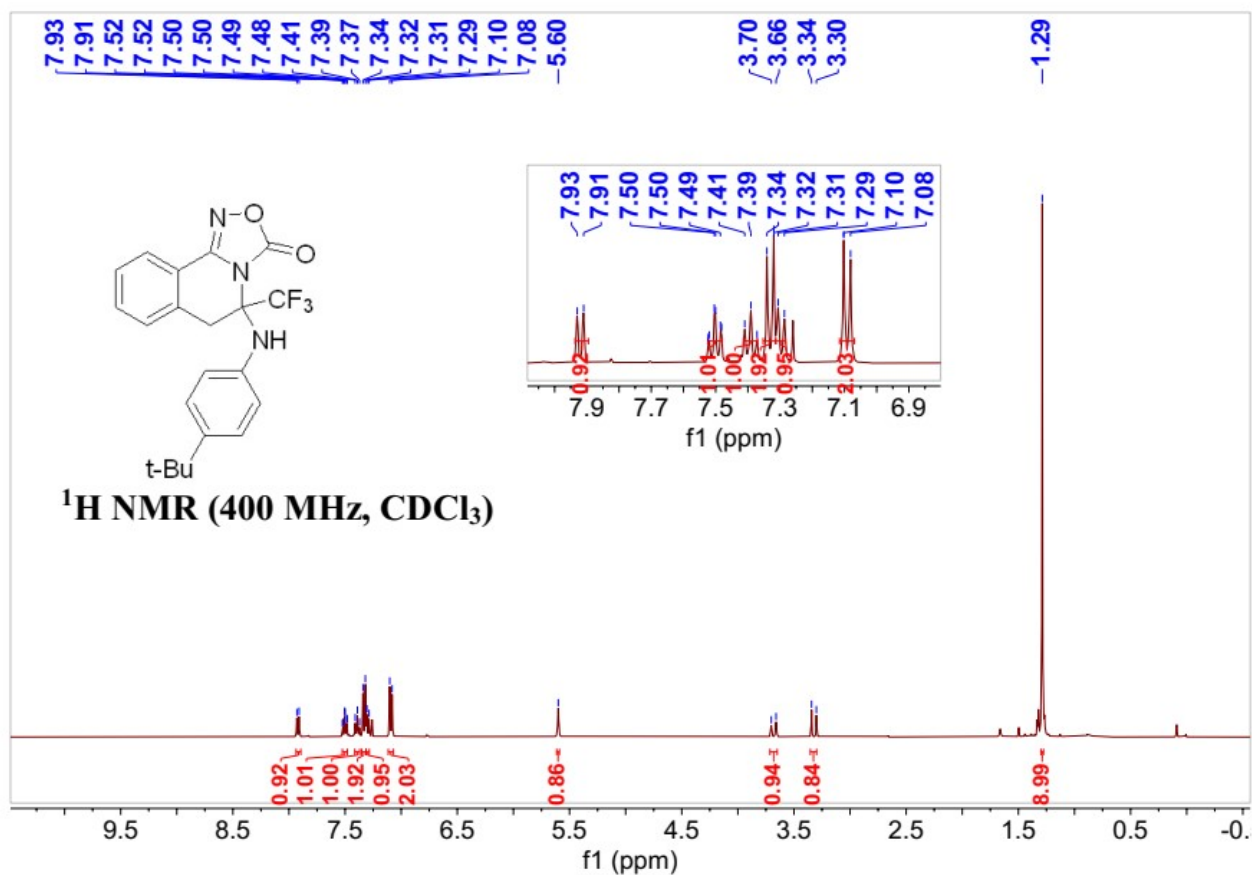 7.93 7.91 7.52 7.52 7.50 7.50 7.49 7.48 7.41 7.39 7.37 7.34 7.32 7.31 7.29 7.10 7.08 5.60 3.70 3.66 3.34 3.30 1.29
7.93 7.91 7.50 7.50 7.49 7.41 7.39 7.34 7.32 7.31 7.29 7.10 7.08
0.92 1.01 1.00 1.92 0.95 2.03
7.9 7.7 7.5 7.3 7.1 6.9
f1 (ppm)
N O
O
N
CF₃
NH
t-Bu
¹H NMR (400 MHz, CDCl₃)
0.92 1.01 1.00 1.92 0.95 2.03 0.86 0.94 0.84 8.99
9.5 8.5 7.5 6.5 5.5 4.5 3.5 2.5 1.5 0.5
f1 (ppm)